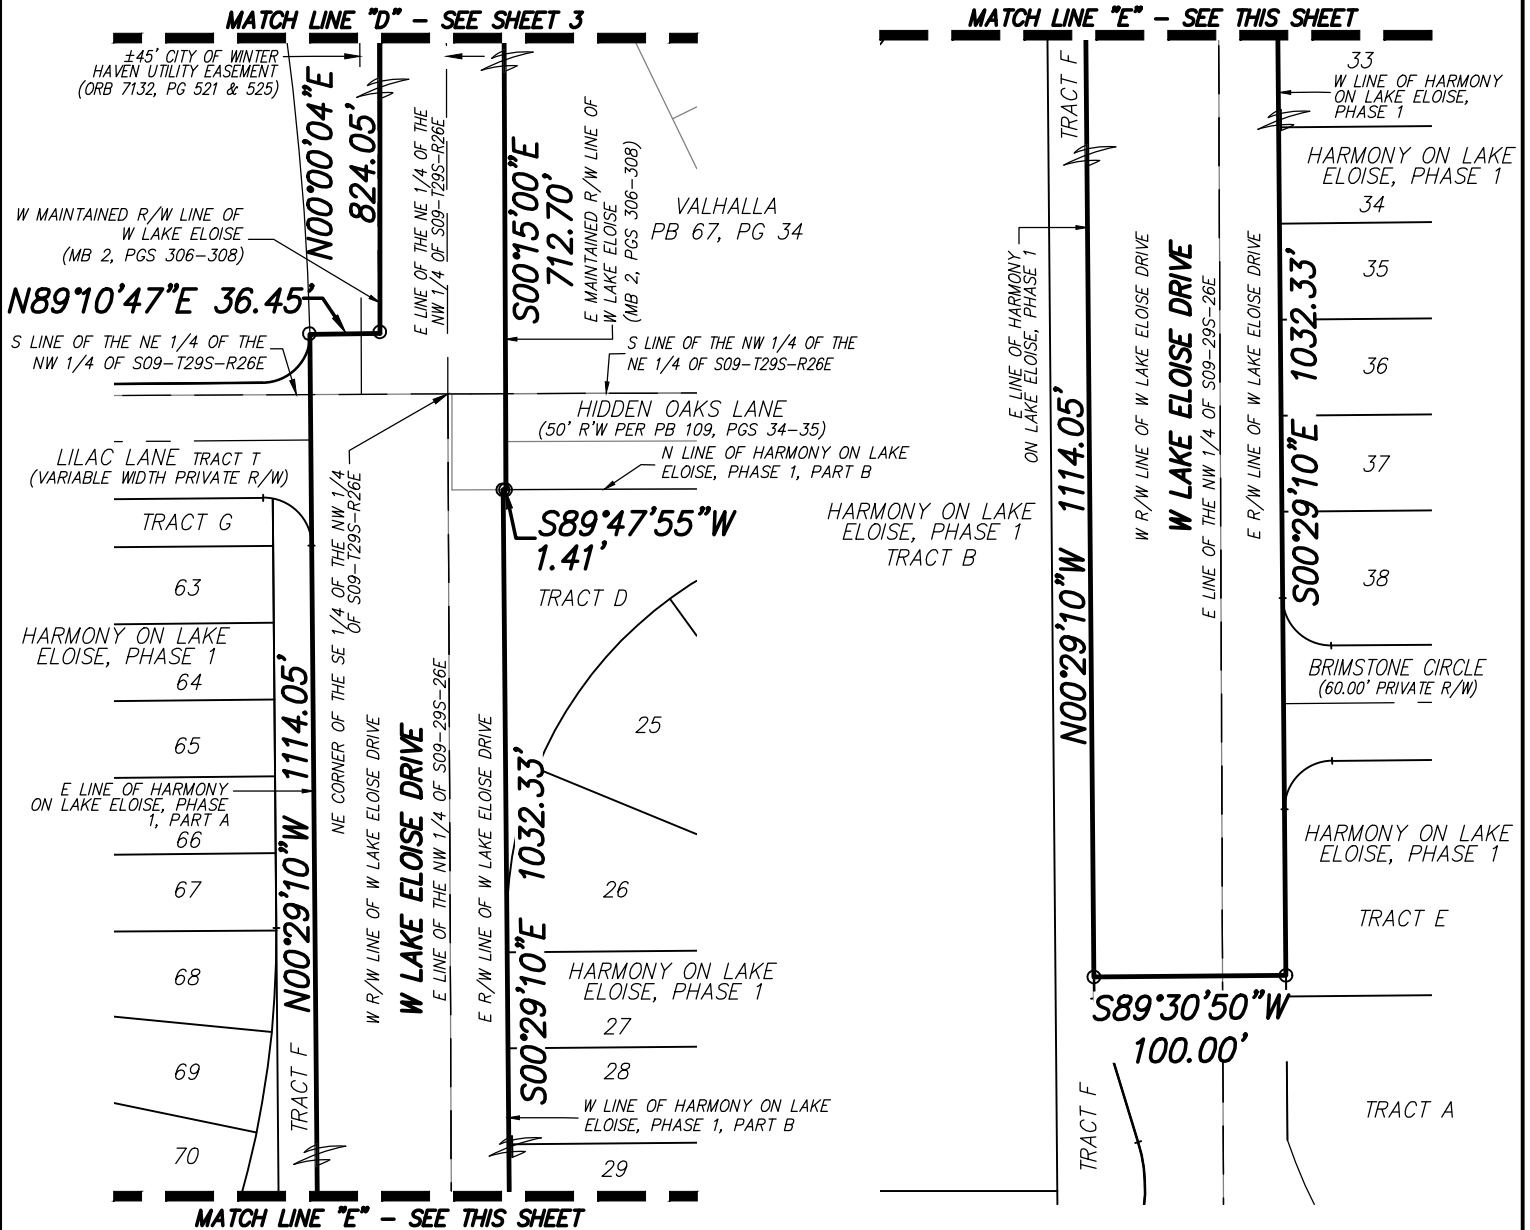 MATCH LINE "D" - SEE SHEET 3
±45' CITY OF WINTER
HAVEN UTILITY EASEMENT
(ORB 7132, PG 521 & 525)
N00°00'04"E
824.05'
E LINE OF THE NE 1/4 OF THE
NW 1/4 OF S09-T29S-R26E
S00°15'00"E
712.70'
E MAINTAINED R/W LINE OF
W LAKE ELOISE
(MB 2, PGS 306-308)
VALHALLA
PB 67, PG 34
W MAINTAINED R/W LINE OF
W LAKE ELOISE
(MB 2, PGS 306-308)
N89°10'47"E 36.45'
S LINE OF THE NE 1/4 OF THE
NW 1/4 OF S09-T29S-R26E
S LINE OF THE NW 1/4 OF THE
NE 1/4 OF S09-T29S-R26E
HIDDEN OAKS LANE
(50' R'W PER PB 109, PGS 34-35)
N LINE OF HARMONY ON LAKE
ELOISE, PHASE 1, PART B
LILAC LANE TRACT T
(VARIABLE WIDTH PRIVATE R/W)
TRACT G
S89°47'55"W
1.41'
TRACT D
63
HARMONY ON LAKE
ELOISE, PHASE 1
64
65
E LINE OF HARMONY
ON LAKE ELOISE, PHASE
1, PART A
66
67
68
69
70
N00°29'10"W 1114.05'
TRACT F
NE CORNER OF THE SE 1/4 OF THE NW 1/4
OF S09-T29S-R26E
W R/W LINE OF W LAKE ELOISE DRIVE
W LAKE ELOISE DRIVE
E LINE OF THE NW 1/4 OF S09-29S-26E
E R/W LINE OF W LAKE ELOISE DRIVE
S00°29'10"E 1032.33'
25
26
HARMONY ON LAKE
ELOISE, PHASE 1
27
28
W LINE OF HARMONY ON LAKE
ELOISE, PHASE 1, PART B
29
MATCH LINE "E" - SEE THIS SHEET
MATCH LINE "E" - SEE THIS SHEET
TRACT F
33
W LINE OF HARMONY
ON LAKE ELOISE,
PHASE 1
HARMONY ON LAKE
ELOISE, PHASE 1
34
35
36
37
38
E LINE OF HARMONY
ON LAKE ELOISE, PHASE 1
N00°29'10"W 1114.05'
W R/W LINE OF W LAKE ELOISE DRIVE
W LAKE ELOISE DRIVE
E LINE OF THE NW 1/4 OF S09-29S-26E
E R/W LINE OF W LAKE ELOISE DRIVE
S00°29'10"E 1032.33'
HARMONY ON LAKE
ELOISE, PHASE 1
TRACT B
BRIMSTONE CIRCLE
(60.00' PRIVATE R/W)
HARMONY ON LAKE
ELOISE, PHASE 1
TRACT E
S89°30'50"W
100.00'
TRACT F
TRACT A